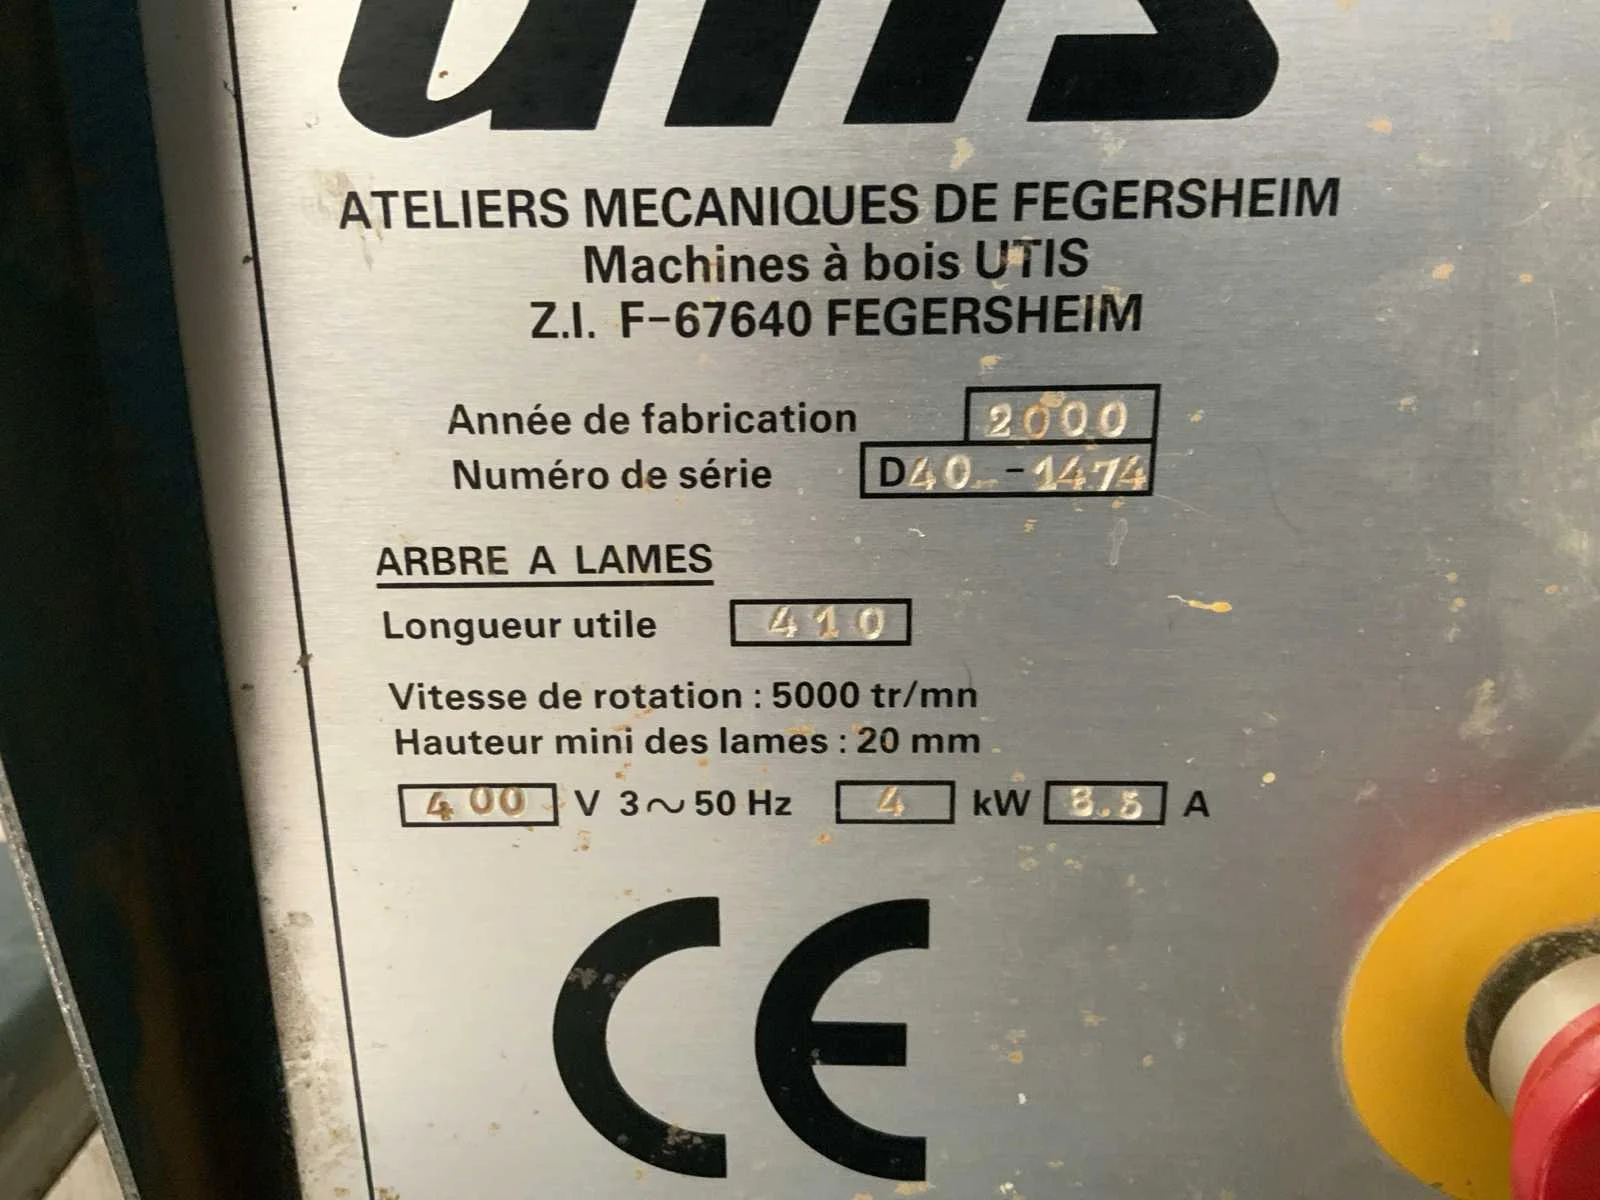 utis
ATELIERS MECANIQUES DE FEGERSHEIM
Machines à bois UTIS
Z.I. F-67640 FEGERSHEIM
Année de fabrication 2000
Numéro de série D40 - 1474
ARBRE A LAMES
Longueur utile 410
Vitesse de rotation : 5000 tr/mn
Hauteur mini des lames : 20 mm
400 V 3~ 50 Hz 4 kW 8.5 A
CE